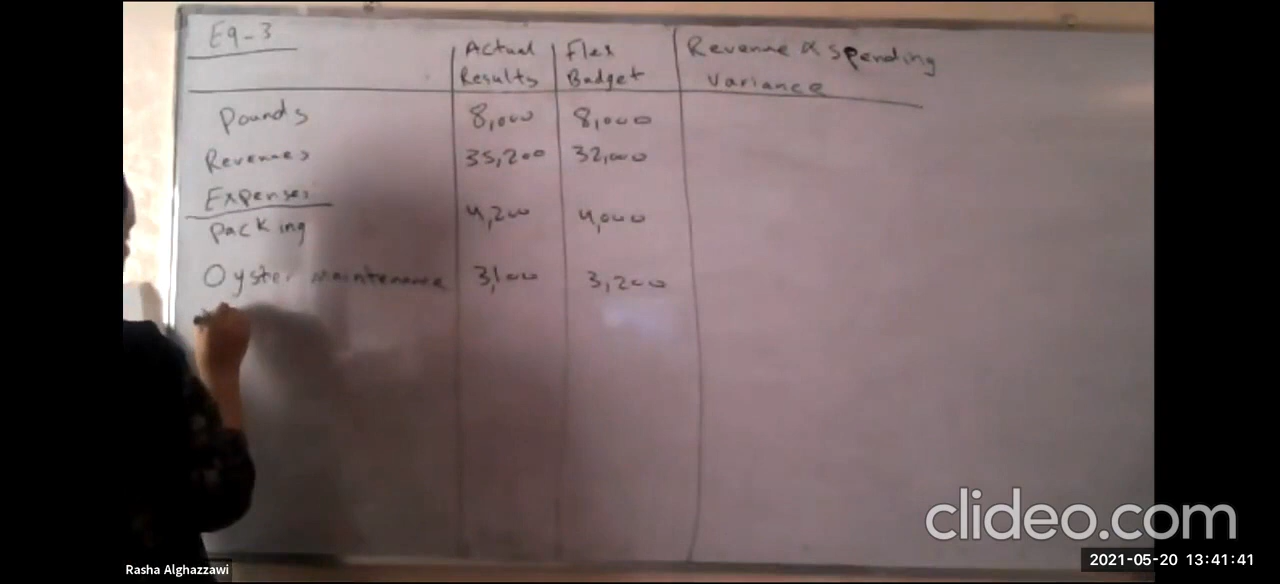 E9-3
Actual Results
Flex Budget
Revenue & spending variance
Pounds 8,000 8,000
Revenues 35,200 32,000
Expenses
Packing 4,200 4,000
Oyster maintenance 3,100 3,200
clideo.com
2021-05-20 13:41:41
Rasha Alghazzawi